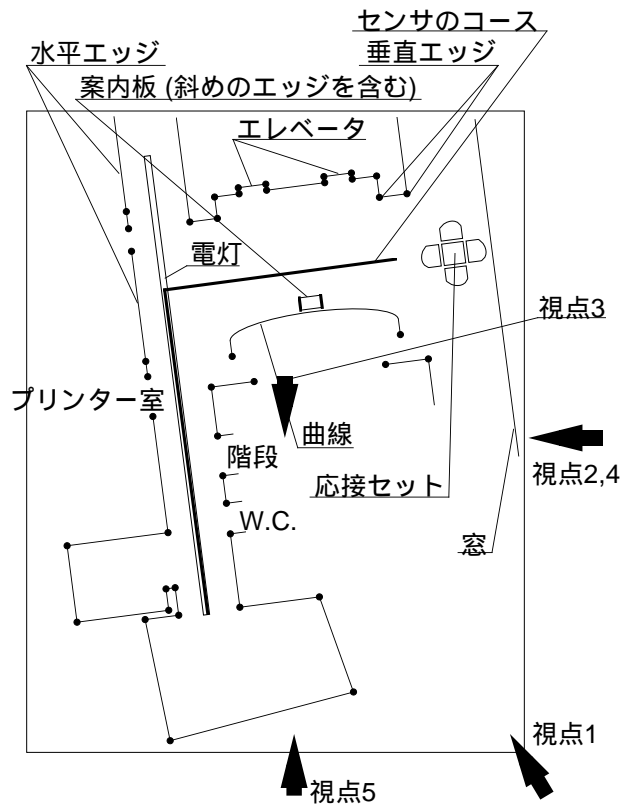 センサのコース
水平エッジ
垂直エッジ
案内板 (斜めのエッジを含む)
エレベータ
電灯
視点3
プリンター室
曲線
階段
応接セット
視点2,4
W.C.
窓
視点1
視点5